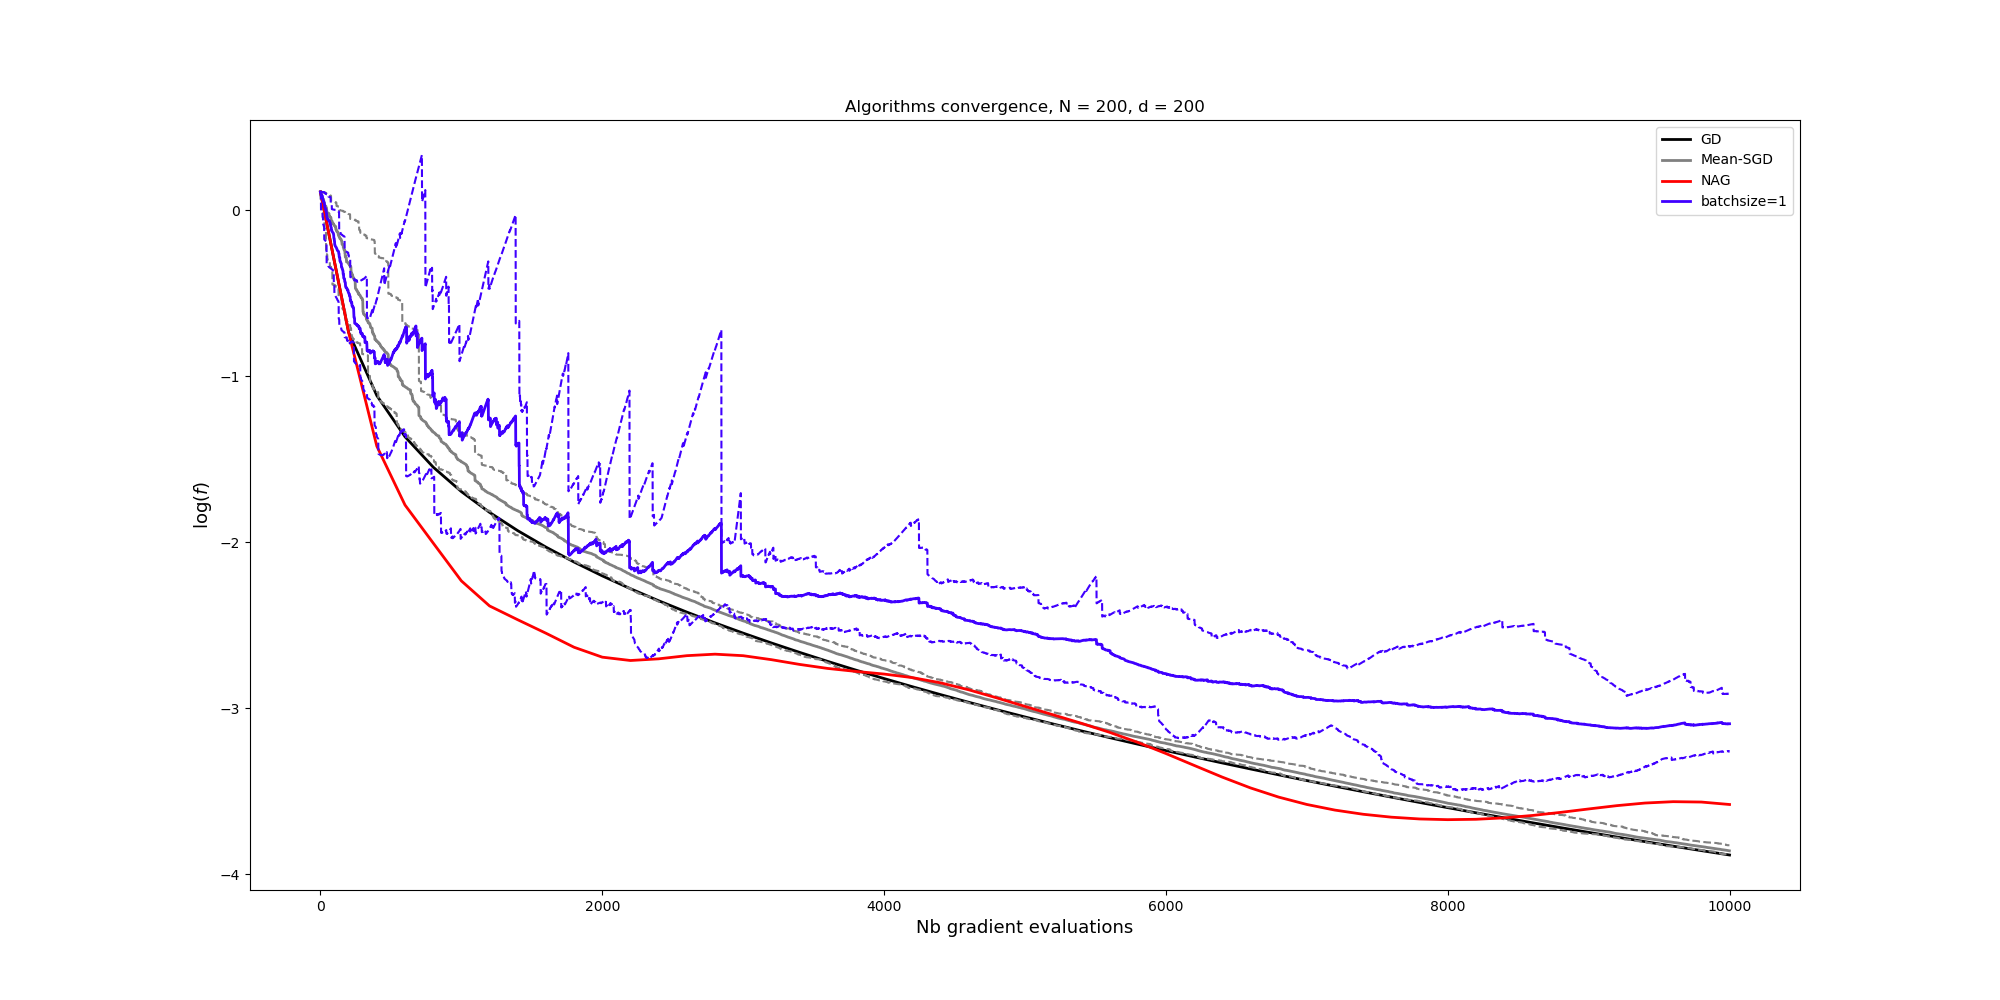 Algorithms convergence, N = 200, d = 200
GD
Mean-SGD
NAG
batchsize=1
log(f)
0
−1
−2
−3
−4
0 2000 4000 6000 8000 10000
Nb gradient evaluations